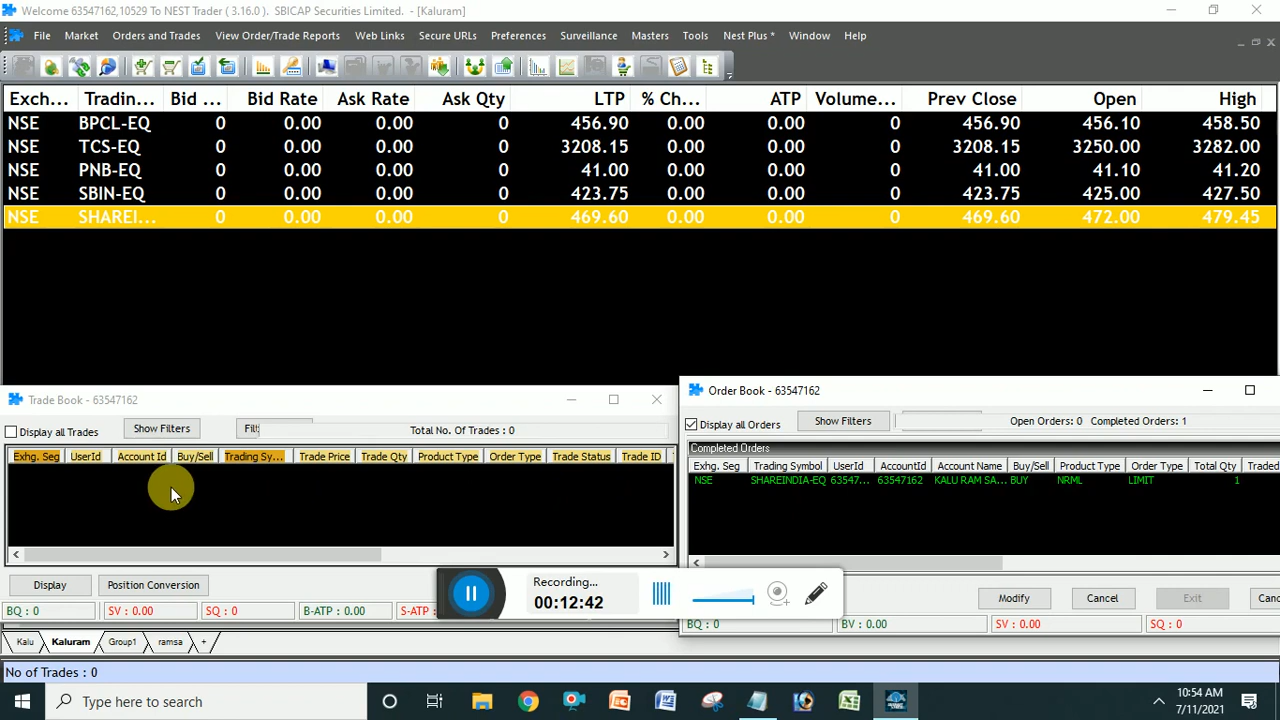 Welcome 63547162,10529 To NEST Trader ( 3.16.0 ). SBICAP Securities Limited. - [Kaluram]
File Market Orders and Trades View Order/Trade Reports Web Links Secure URLs Preferences Surveillance Masters Tools Nest Plus * Window Help
Exch... Tradin... Bid ... Bid Rate Ask Rate Ask Qty LTP % Ch... ATP Volume... Prev Close Open High
NSE BPCL-EQ 0 0.00 0.00 0 456.90 0.00 0.00 0 456.90 456.10 458.50
NSE TCS-EQ 0 0.00 0.00 0 3208.15 0.00 0.00 0 3208.15 3250.00 3282.00
NSE PNB-EQ 0 0.00 0.00 0 41.00 0.00 0.00 0 41.00 41.10 41.20
NSE SBIN-EQ 0 0.00 0.00 0 423.75 0.00 0.00 0 423.75 425.00 427.50
NSE SHAREI... 0 0.00 0.00 0 469.60 0.00 0.00 0 469.60 472.00 479.45
Trade Book - 63547162
Display all Trades Show Filters Total No. Of Trades : 0
Exhg. Seg UserId Account Id Buy/Sell Trading Sy... Trade Price Trade Qty Product Type Order Type Trade Status Trade ID
Display Position Conversion
BQ : 0 SV : 0.00 SQ : 0 B-ATP : 0.00 S-ATP
Order Book - 63547162
Display all Orders Show Filters Open Orders: 0 Completed Orders: 1
Completed Orders
Exhg. Seg Trading Symbol UserId AccountId Account Name Buy/Sell Product Type Order Type Total Qty Traded
NSE SHAREINDIA-EQ 63547... 63547162 KALU RAM SA... BUY NRML LIMIT 1
Modify Cancel Exit Canc
BQ : 0 BV : 0.00 SV : 0.00 SQ : 0
Recording...
00:12:42
Kalu Kaluram Group1 ramsa +
No of Trades : 0
Type here to search
10:54 AM
7/11/2021